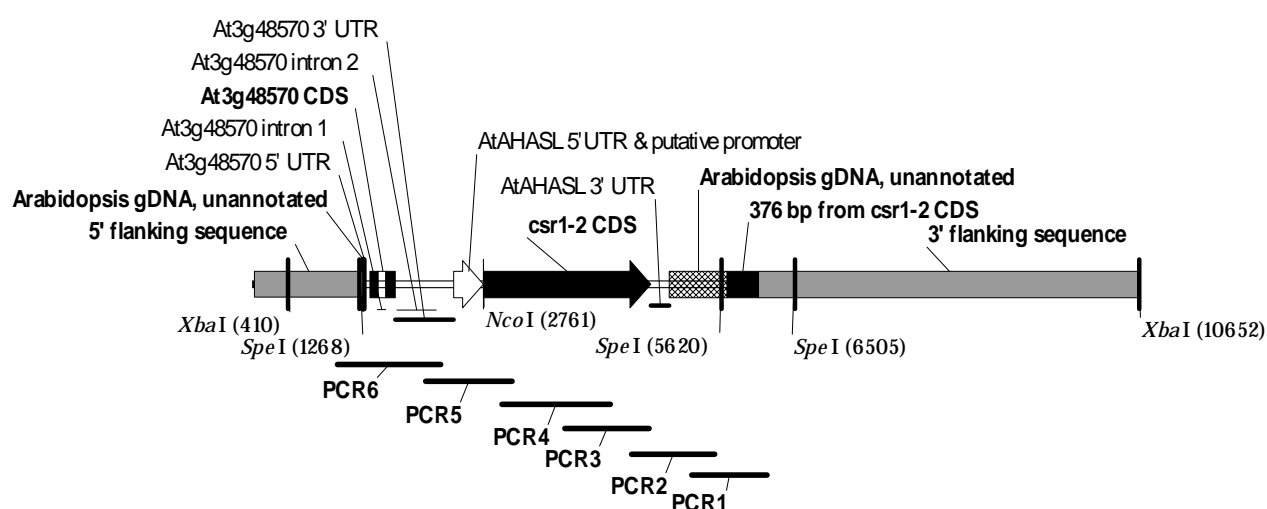 At3g48570 3' UTR
At3g48570 intron 2
At3g48570 CDS
At3g48570 intron 1
At3g48570 5' UTR
Arabidopsis gDNA, unannotated
5' flanking sequence
AtAHASL 5' UTR & putative promoter
AtAHASL 3' UTR
csr1-2 CDS
Arabidopsis gDNA, unannotated
376 bp from csr1-2 CDS
3' flanking sequence
XbaI (410)
SpeI (1268)
NcoI (2761)
SpeI (5620)
SpeI (6505)
XbaI (10652)
PCR6
PCR5
PCR4
PCR3
PCR2
PCR1